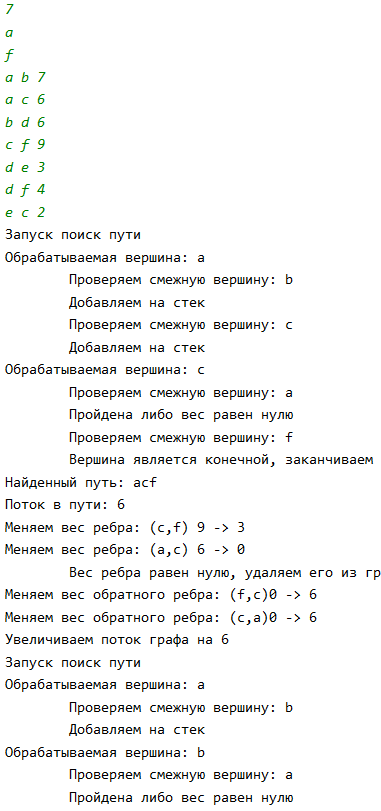 7
a
f
a b 7
a c 6
b d 6
c f 9
d e 3
d f 4
e c 2
Запуск поиск пути
Обрабатываемая вершина: a
Проверяем смежную вершину: b
Добавляем на стек
Проверяем смежную вершину: c
Добавляем на стек
Обрабатываемая вершина: c
Проверяем смежную вершину: a
Пройдена либо вес равен нулю
Проверяем смежную вершину: f
Вершина является конечной, заканчиваем
Найденный путь: acf
Поток в пути: 6
Меняем вес ребра: (c,f) 9 -> 3
Меняем вес ребра: (a,c) 6 -> 0
Вес ребра равен нулю, удаляем его из гр
Меняем вес обратного ребра: (f,c)0 -> 6
Меняем вес обратного ребра: (c,a)0 -> 6
Увеличиваем поток графа на 6
Запуск поиск пути
Обрабатываемая вершина: a
Проверяем смежную вершину: b
Добавляем на стек
Обрабатываемая вершина: b
Проверяем смежную вершину: a
Пройдена либо вес равен нулю